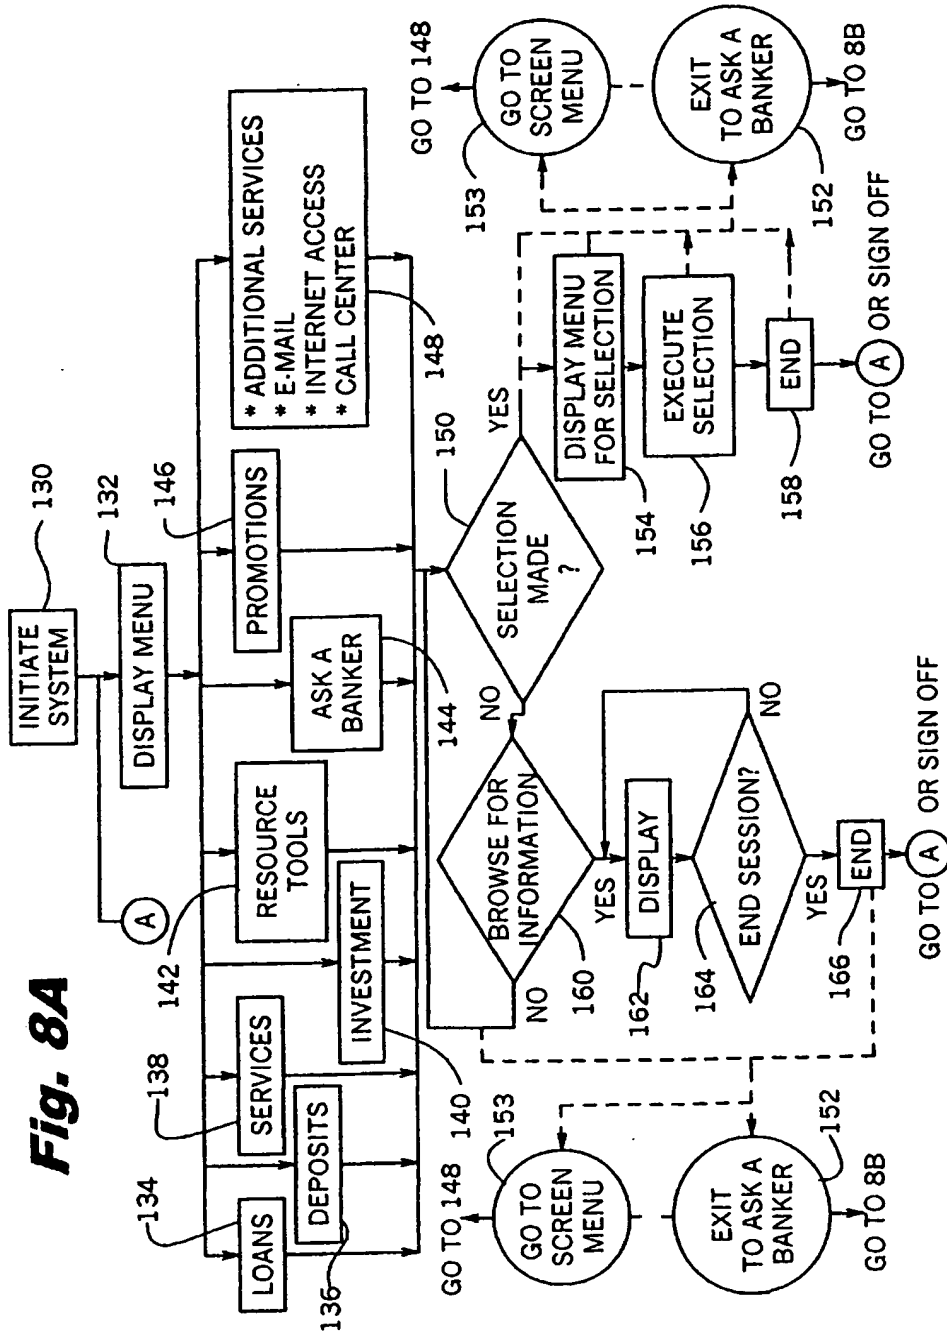 Fig. 8A
INITIATE
SYSTEM
130
A
DISPLAY MENU
132
LOANS
134
DEPOSITS
136
SERVICES
138
INVESTMENT
140
RESOURCE
TOOLS
142
ASK A
BANKER
144
PROMOTIONS
146
* ADDITIONAL SERVICES
* E-MAIL
* INTERNET ACCESS
* CALL CENTER
148
SELECTION
MADE
?
150
NO
YES
BROWSE FOR
INFORMATION
160
NO
YES
DISPLAY
162
END SESSION?
164
NO
YES
END
166
GO TO A OR SIGN OFF
GO TO 148
GO TO
SCREEN
MENU
153
EXIT
TO ASK A
BANKER
152
GO TO 8B
DISPLAY MENU
FOR SELECTION
154
EXECUTE
SELECTION
156
END
158
GO TO A OR SIGN OFF
GO TO 148
GO TO
SCREEN
MENU
153
EXIT
TO ASK A
BANKER
152
GO TO 8B